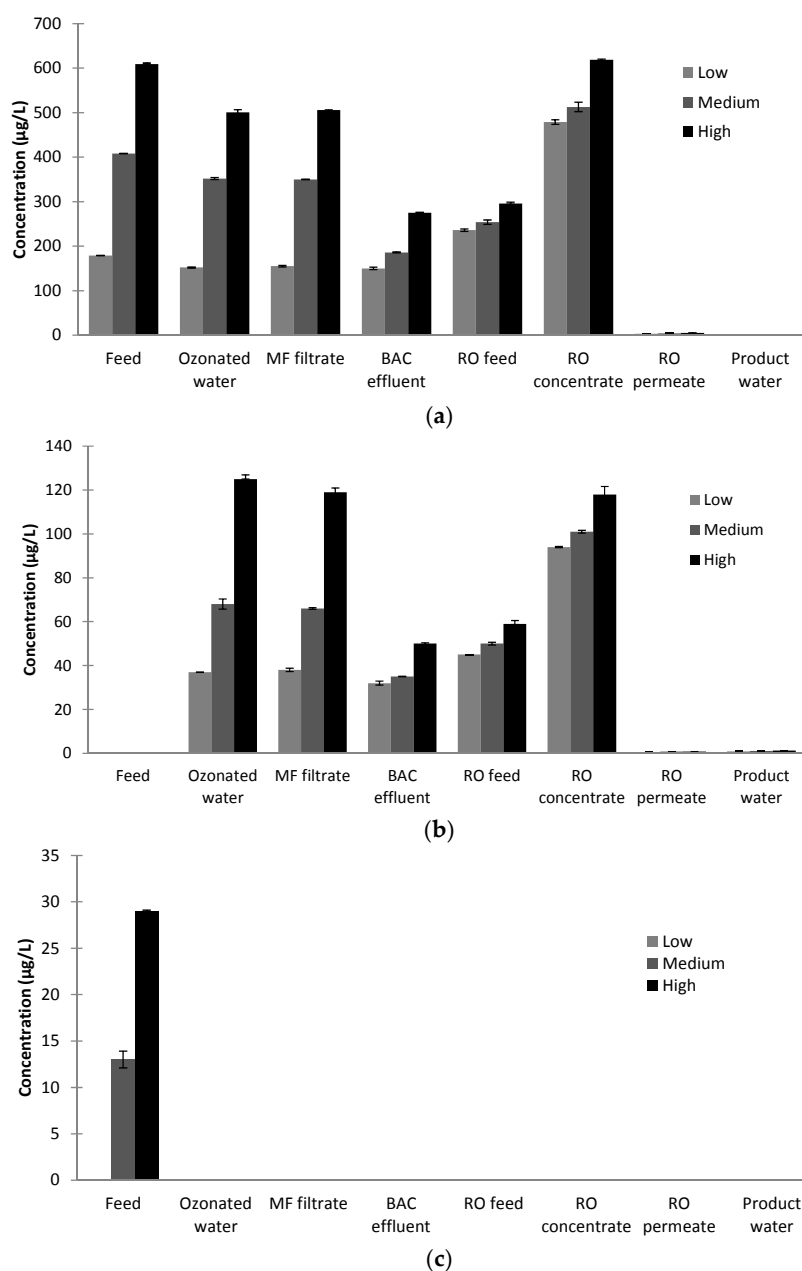 700
600
500
400
300
200
100
0
Concentration (µg/L)
Low
Medium
High
Feed
Ozonated
water
MF filtrate
BAC
effluent
RO feed
RO
concentrate
RO
permeate
Product
water
(a)
140
120
100
80
60
40
20
0
Concentration (µg/L)
Low
Medium
High
Feed
Ozonated
water
MF filtrate
BAC
effluent
RO feed
RO
concentrate
RO
permeate
Product
water
(b)
35
30
25
20
15
10
5
0
Concentration (µg/L)
Low
Medium
High
Feed
Ozonated
water
MF filtrate
BAC
effluent
RO feed
RO
concentrate
RO
permeate
Product
water
(c)